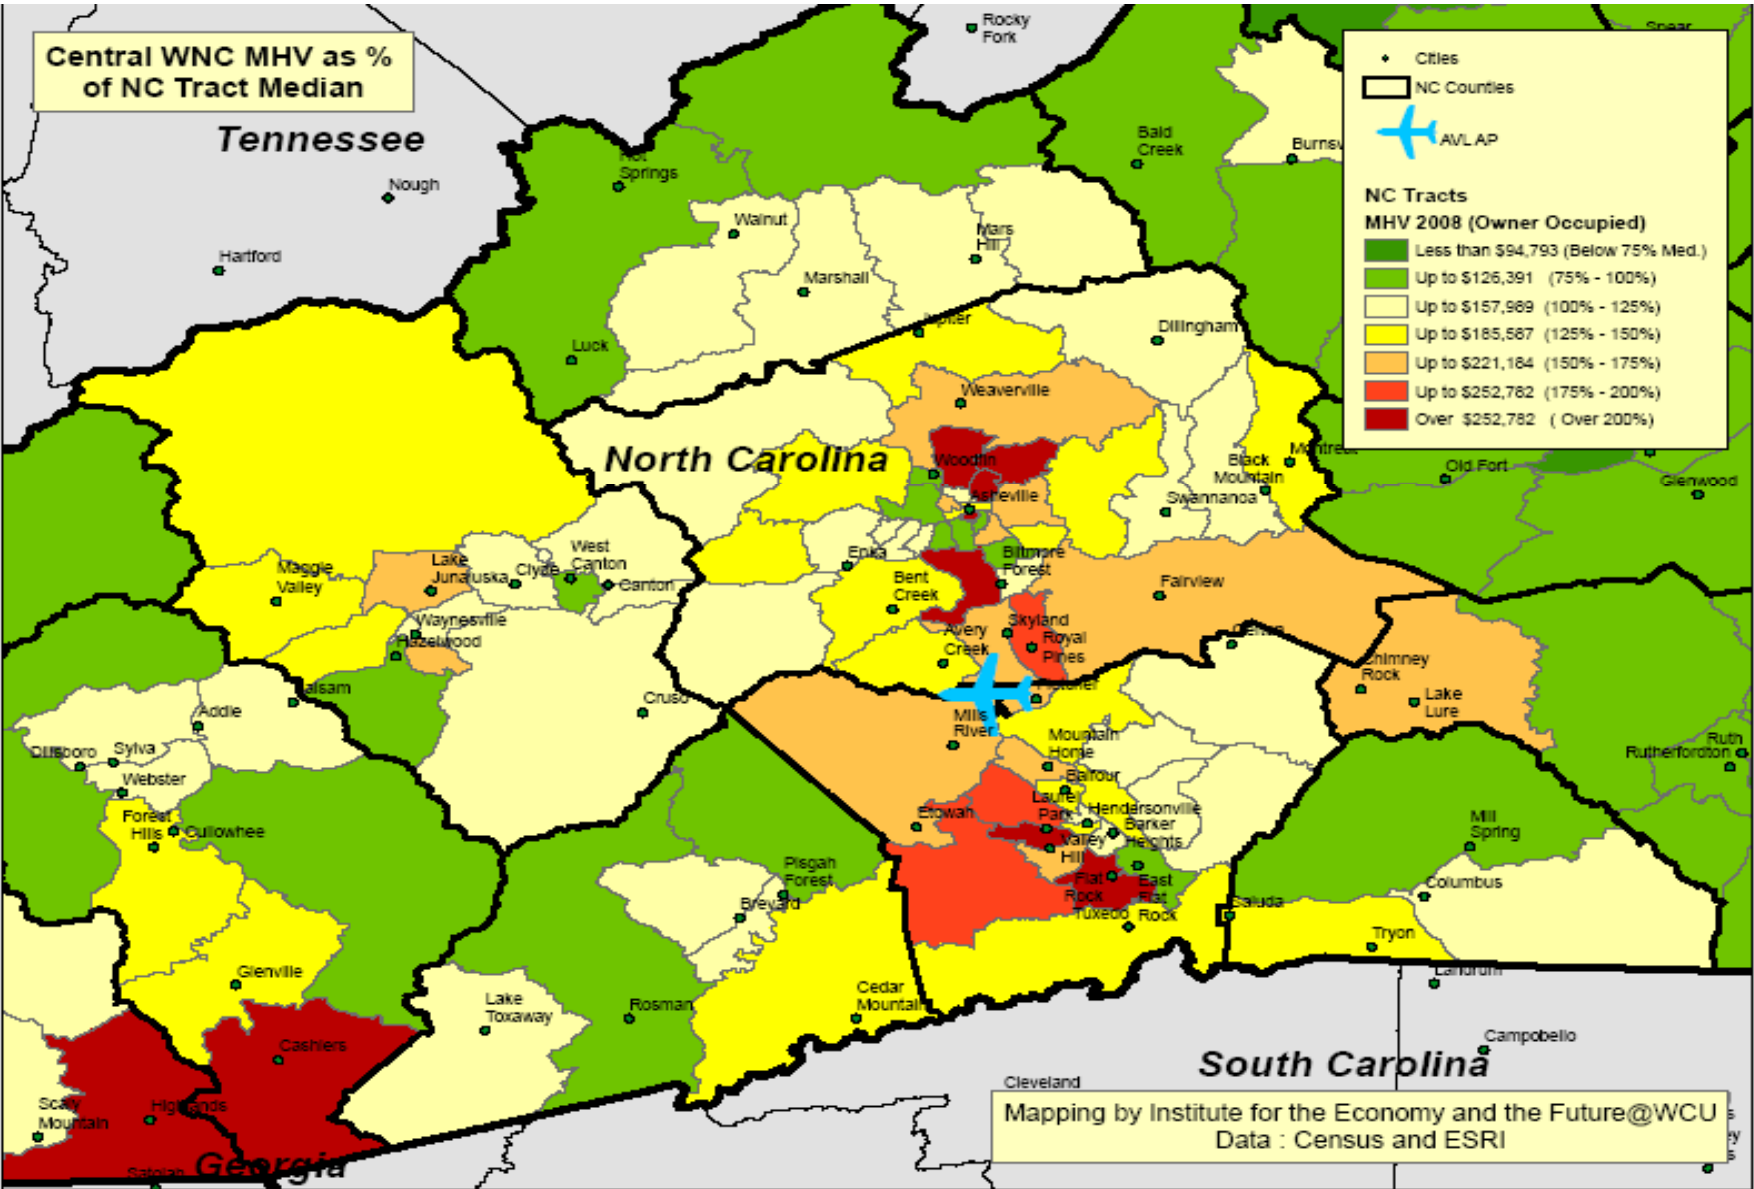 Central WNC MHV as %
of NC Tract Median
Tennessee
Rocky
Fork
Spear
Cities
NC Counties
AVL AP
NC Tracts
MHV 2008 (Owner Occupied)
Less than $94,793 (Below 75% Med.)
Up to $126,391 (75% - 100%)
Up to $157,989 (100% - 125%)
Up to $185,587 (125% - 150%)
Up to $221,184 (150% - 175%)
Up to $252,782 (175% - 200%)
Over $252,782 ( Over 200%)
Nough
Hartford
Hot
Springs
Bald
Creek
Burnsv
Walnut
Mars
Hill
Marshall
Luck
Jupiter
Dillingham
Weaverville
North Carolina
Woodfin
Asheville
Black
Mountain
Montreat
Swannanoa
Old Fort
Glenwood
Maggie
Valley
Lake
Junaluska
Clyde
West
Canton
Canton
Waynesville
Hazelwood
Enka
Bent
Creek
Biltmore
Forest
Fairview
Avery
Creek
Skyland
Royal
Pines
Gerton
Chimney
Rock
Lake
Lure
Ruth
Rutherfordton
Balsam
Addie
Cruso
Dillsboro
Sylva
Webster
Forest
Hills
Cullowhee
Fletcher
Mills
River
Mountain
Home
Balfour
Etowah
Laurel
Park
Hendersonville
Barker
Heights
Valley
Hill
Flat
Rock
East
Flat
Rock
Tuxedo
Mill
Spring
Columbus
Saluda
Tryon
Landrum
Pisgah
Forest
Brevard
Glenville
Lake
Toxaway
Rosman
Cedar
Mountain
Cashiers
Highlands
Scaly
Mountain
Satolah
Georgia
South Carolina
Campobello
Cleveland
Mapping by Institute for the Economy and the Future@WCU
Data : Census and ESRI